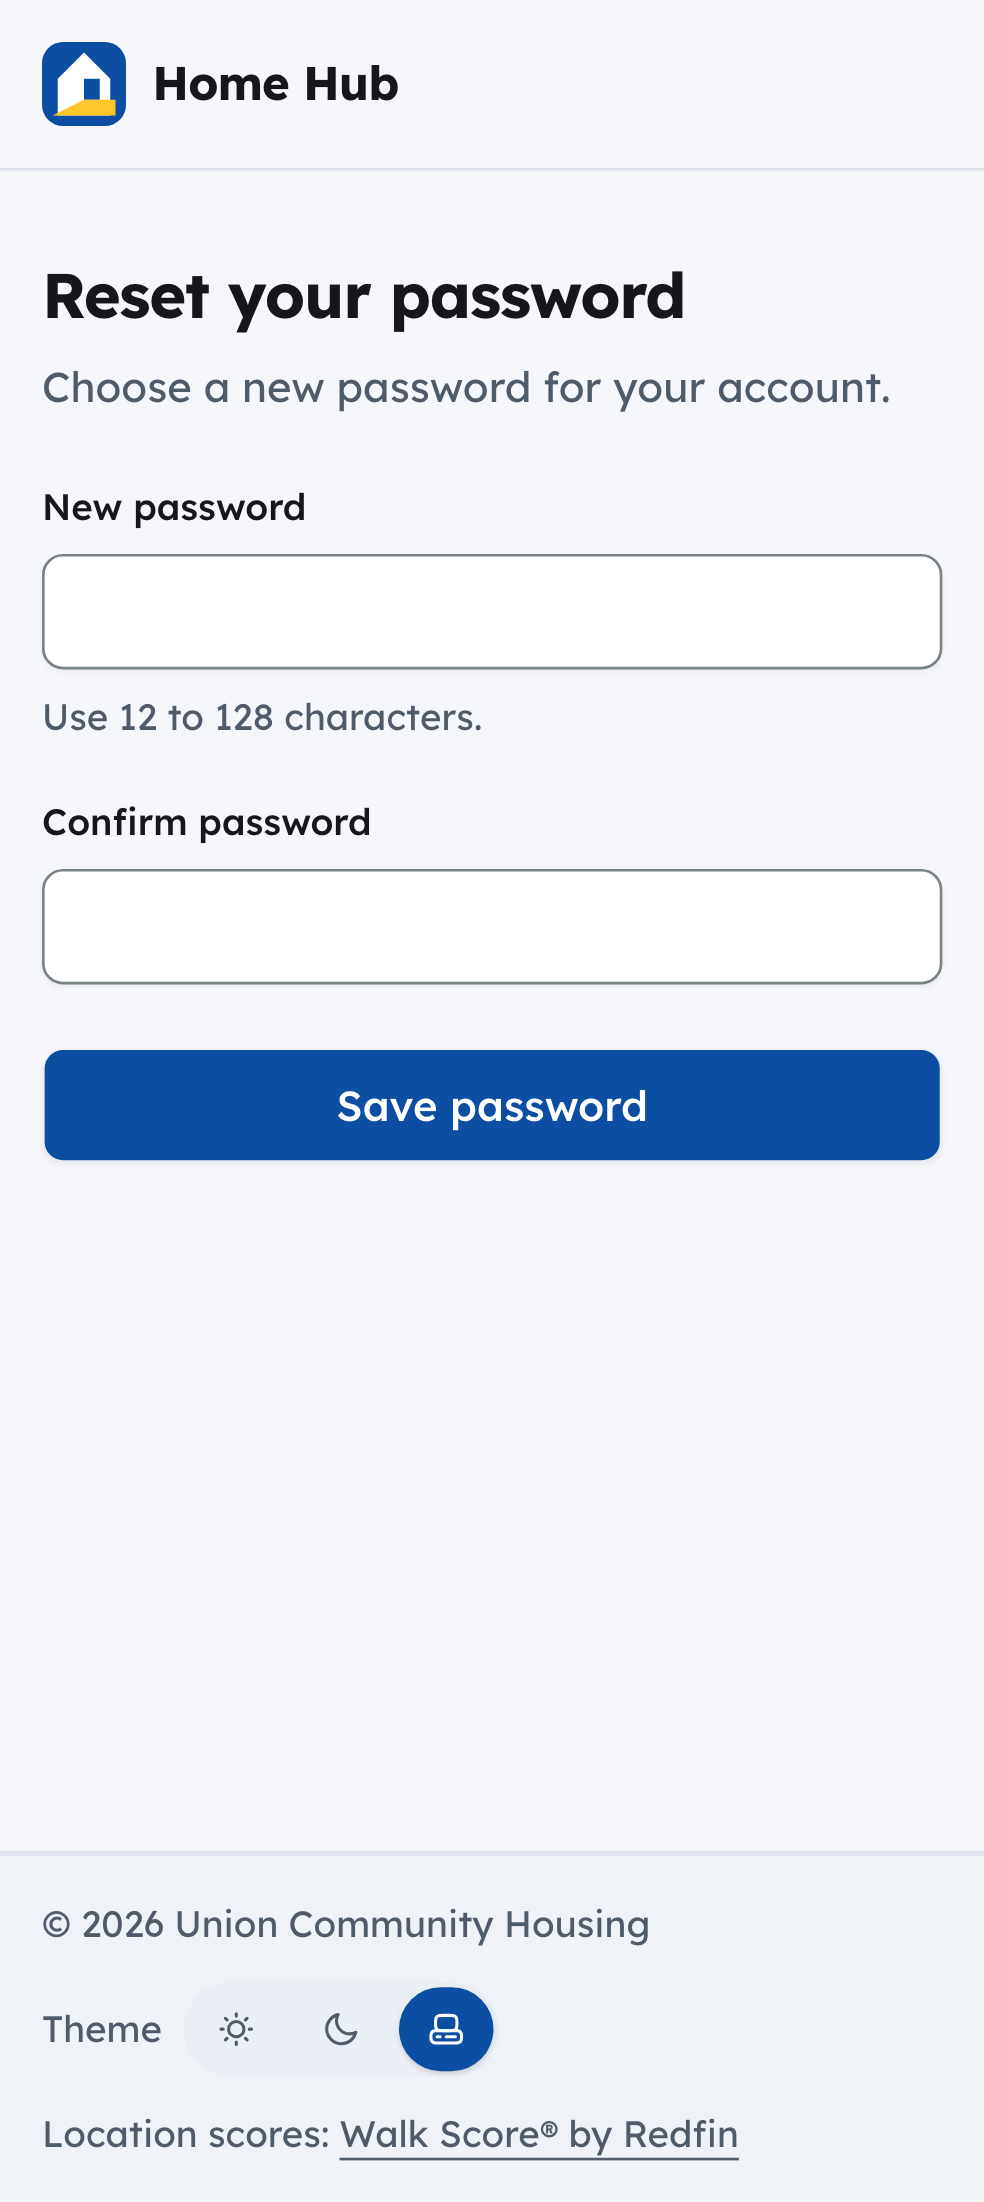 Home Hub
Reset your password
Choose a new password for your account.
New password
Use 12 to 128 characters.
Confirm password
Save password
© 2026 Union Community Housing
Theme
Location scores: Walk Score® by Redfin